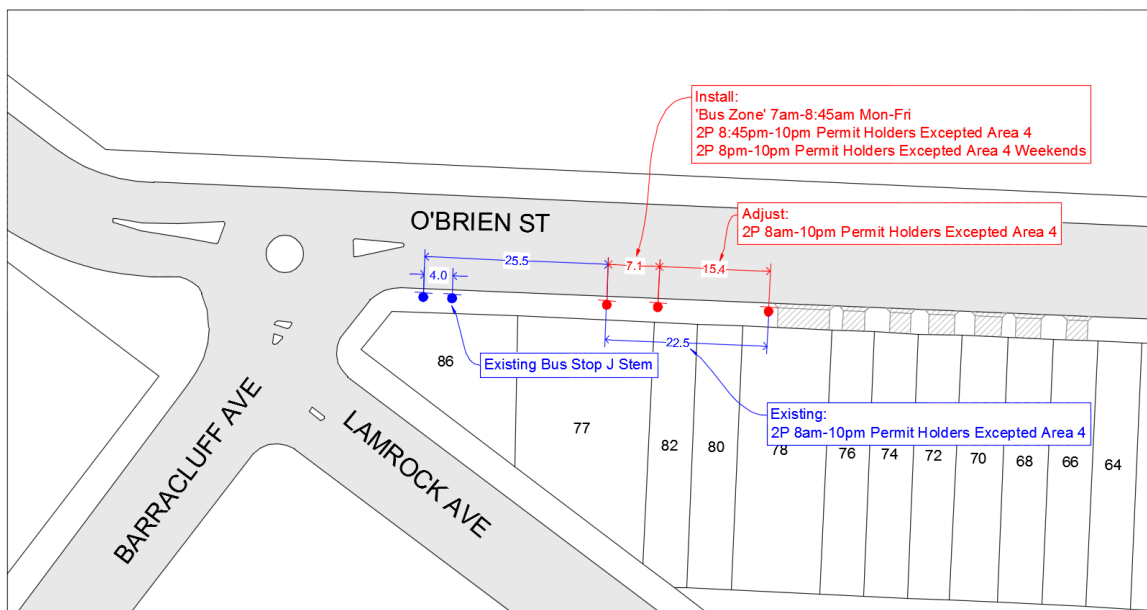 Install:
'Bus Zone' 7am-8:45am Mon-Fri
2P 8:45pm-10pm Permit Holders Excepted Area 4
2P 8pm-10pm Permit Holders Excepted Area 4 Weekends
Adjust:
2P 8am-10pm Permit Holders Excepted Area 4
O'BRIEN ST
25.5
7.1
15.4
4.0
22.5
Existing Bus Stop J Stem
Existing:
2P 8am-10pm Permit Holders Excepted Area 4
86
77
82
80
78
76
74
72
70
68
66
64
BARRACLUFF AVE
LAMROCK AVE